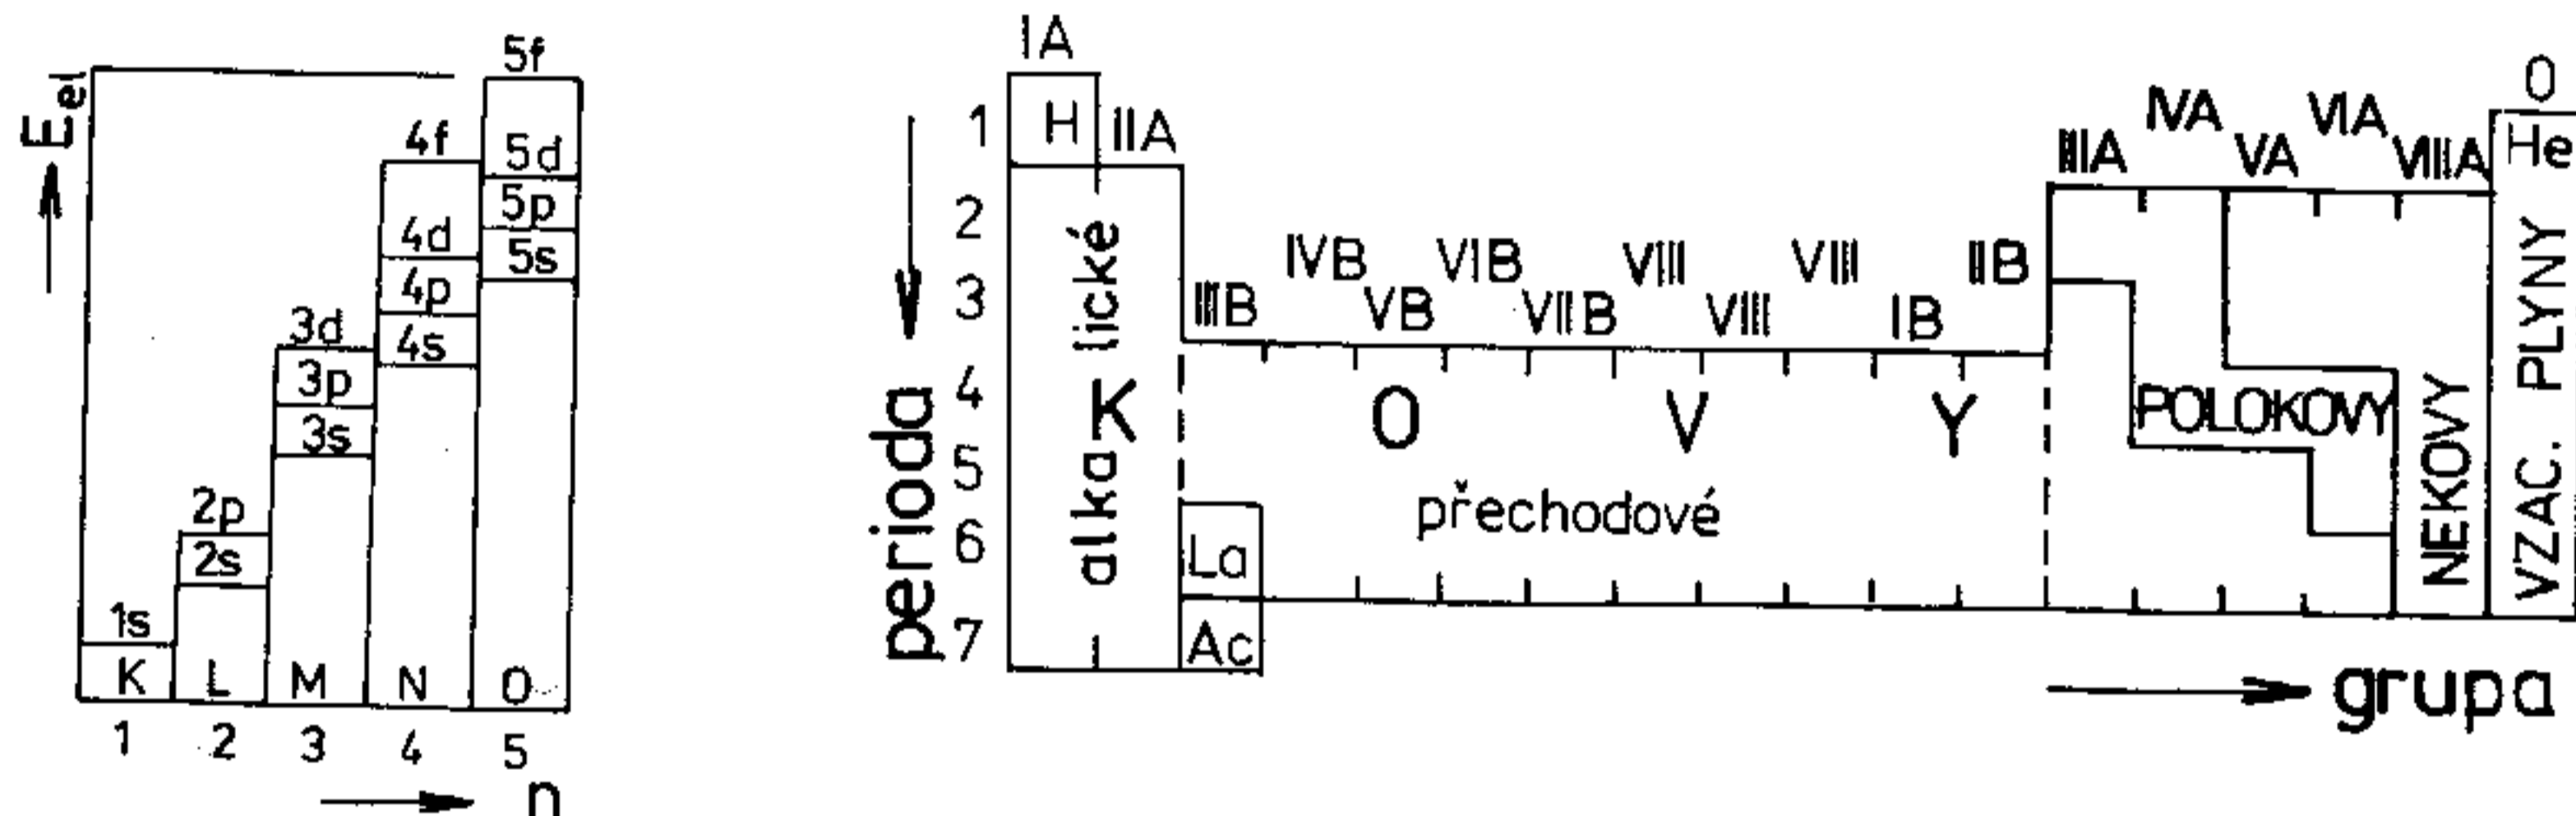 E e̅
5f
5d
5p
5s
4f
4d
4p
4s
3d
3p
3s
2p
2s
1s
K L M N O
1 2 3 4 5
n
IA
IIA
IIIB
IVB
VB
VIB
VIIB
VIII
VIII
VIII
IB
IIB
IIIA
IVA
VA
VIA
VIIA
O
perioda
1
2
3
4
5
6
7
H
He
alkalické
K O V Y
přechodové
La
Ac
POLOKOVY
NEKOVY
VZAC. PLYNY
grupa